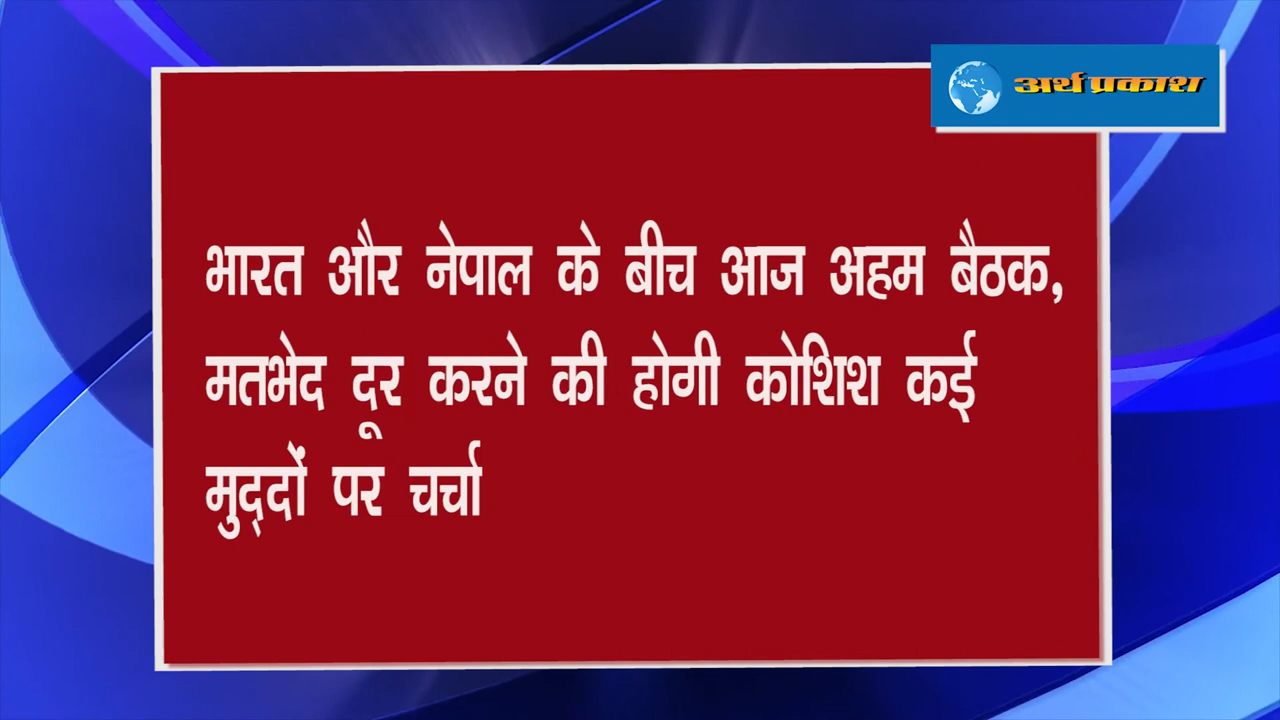 अर्थ प्रकाश
भारत और नेपाल के बीच आज अहम बैठक,
मतभेद दूर करने की होगी कोशिश कई
मुद्दों पर चर्चा